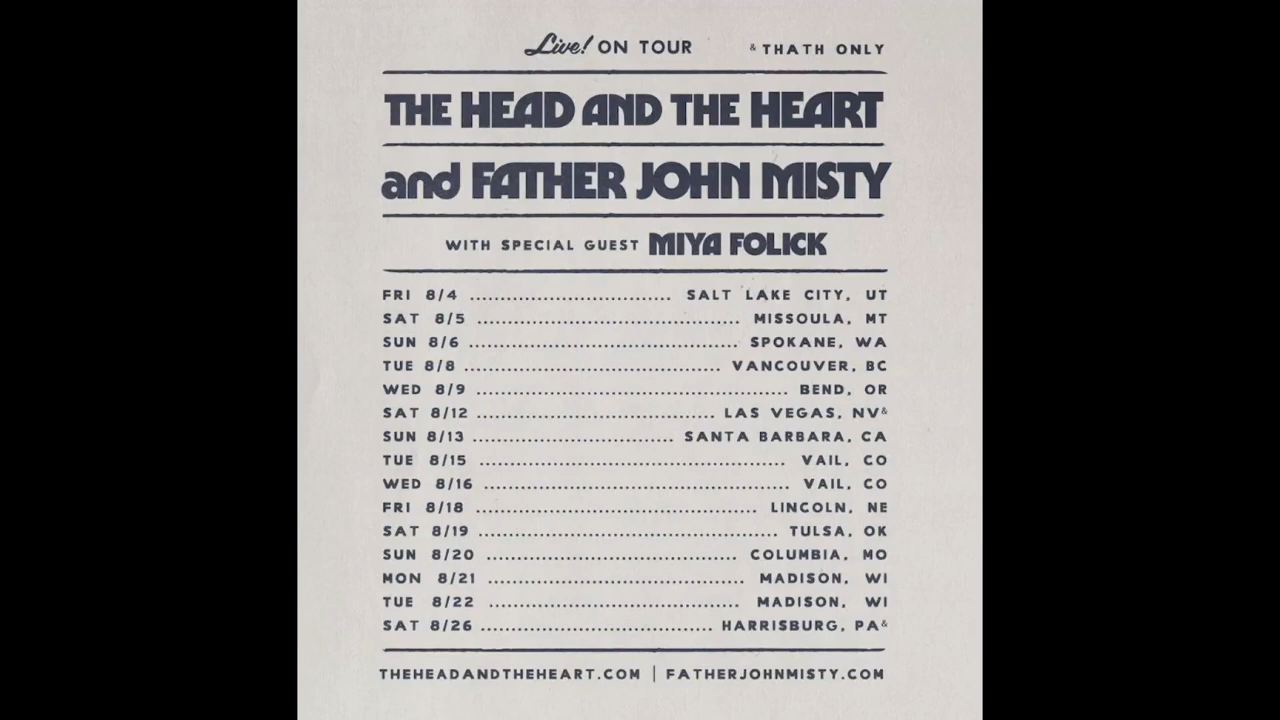 Live! ON TOUR & THATH ONLY
THE HEAD AND THE HEART
and FATHER JOHN MISTY
WITH SPECIAL GUEST MIYA FOLICK
FRI 8/4 .................................. SALT LAKE CITY, UT
SAT 8/5 .................................. MISSOULA, MT
SUN 8/6 .................................. SPOKANE, WA
TUE 8/8 .................................. VANCOUVER, BC
WED 8/9 .................................. BEND, OR
SAT 8/12 .................................. LAS VEGAS, NV&
SUN 8/13 .................................. SANTA BARBARA, CA
TUE 8/15 .................................. VAIL, CO
WED 8/16 .................................. VAIL, CO
FRI 8/18 .................................. LINCOLN, NE
SAT 8/19 .................................. TULSA, OK
SUN 8/20 .................................. COLUMBIA, MO
MON 8/21 .................................. MADISON, WI
TUE 8/22 .................................. MADISON, WI
SAT 8/26 .................................. HARRISBURG, PA&
THEHEADANDTHEHEART.COM | FATHERJOHNMISTY.COM